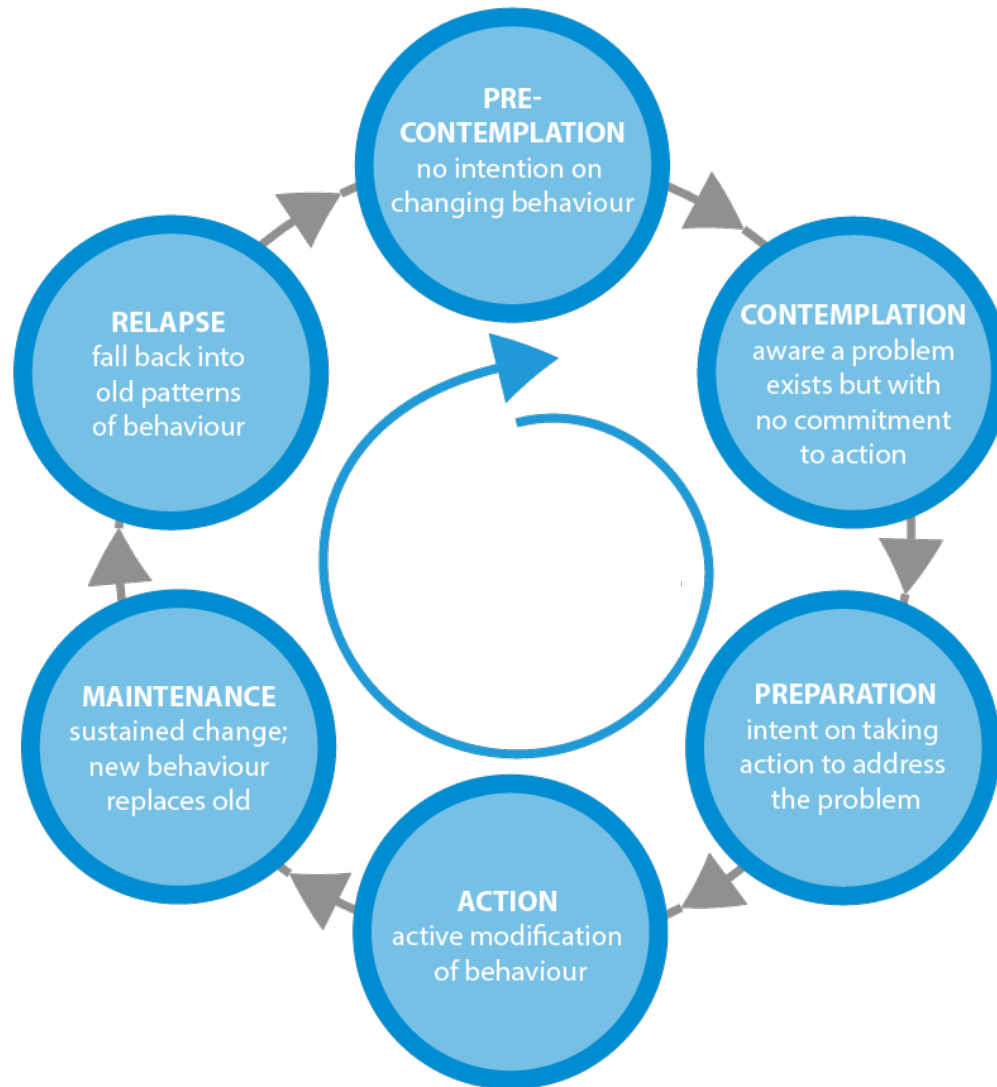 PRE-
CONTEMPLATION
no intention on
changing behaviour
CONTEMPLATION
aware a problem
exists but with
no commitment
to action
PREPARATION
intent on taking
action to address
the problem
ACTION
active modification
of behaviour
MAINTENANCE
sustained change;
new behaviour
replaces old
RELAPSE
fall back into
old patterns
of behaviour